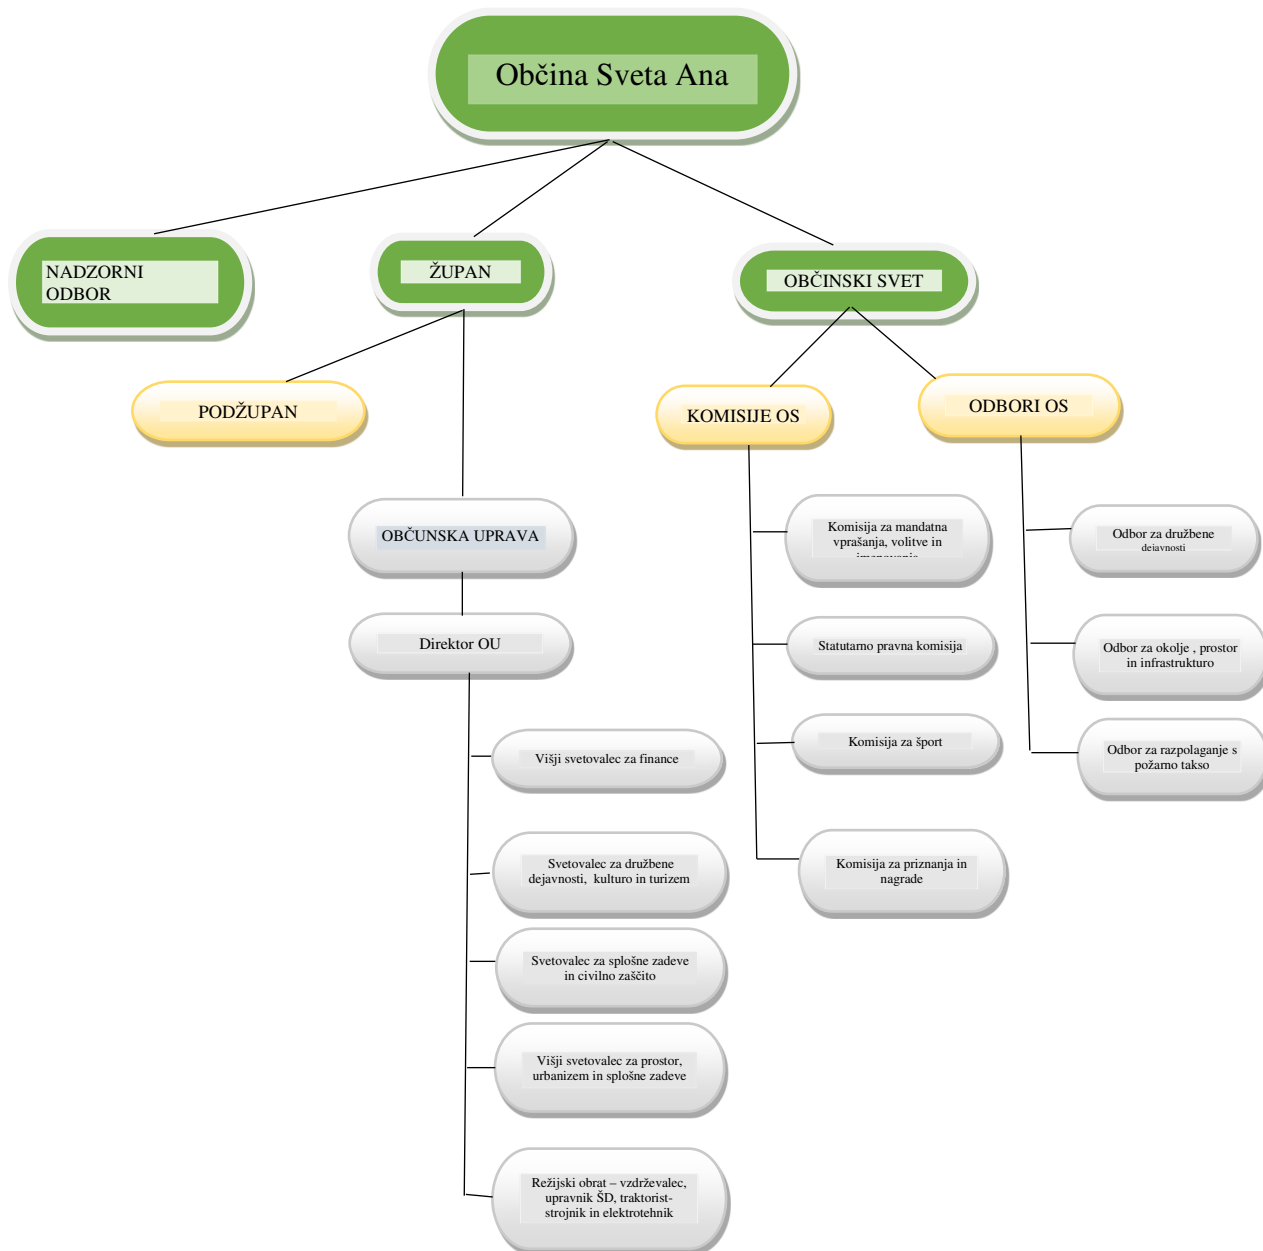 Občina Sveta Ana
NADZORNI
ODBOR
ŽUPAN
OBČINSKI SVET
PODŽUPAN
KOMISIJE OS
ODBORI OS
OBČUNSKA UPRAVA
Direktor OU
Višji svetovalec za finance
Svetovalec za družbene
dejavnosti, kulturo in turizem
Svetovalec za splošne zadeve
in civilno zaščito
Višji svetovalec za prostor,
urbanizem in splošne zadeve
Režijski obrat – vzdrževalec,
upravnik ŠD, traktorist-
strojnik in elektrotehnik
Komisija za mandatna
vprašanja, volitve in
imenovanja
Statutarno pravna komisija
Komisija za šport
Komisija za priznanja in
nagrade
Odbor za družbene
dejavnosti
Odbor za okolje , prostor
in infrastrukturo
Odbor za razpolaganje s
požarno takso